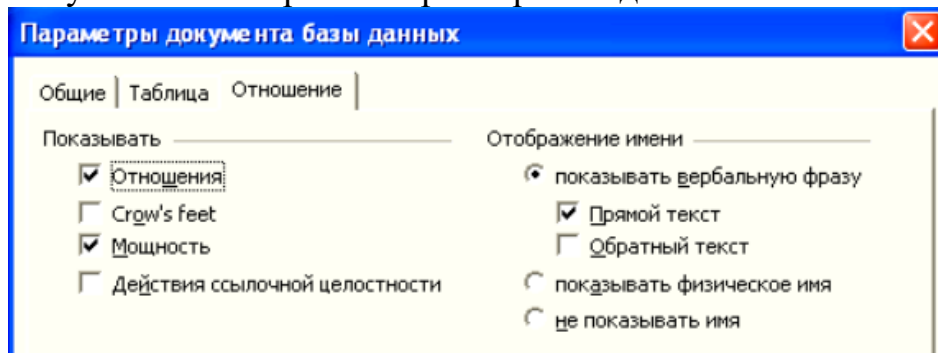 Параметры документа базы данных
Общие Таблица Отношение
Показывать
Отношения
Crow's feet
Мощность
Действия ссылочной целостности
Отображение имени
показывать вербальную фразу
Прямой текст
Обратный текст
показывать физическое имя
не показывать имя